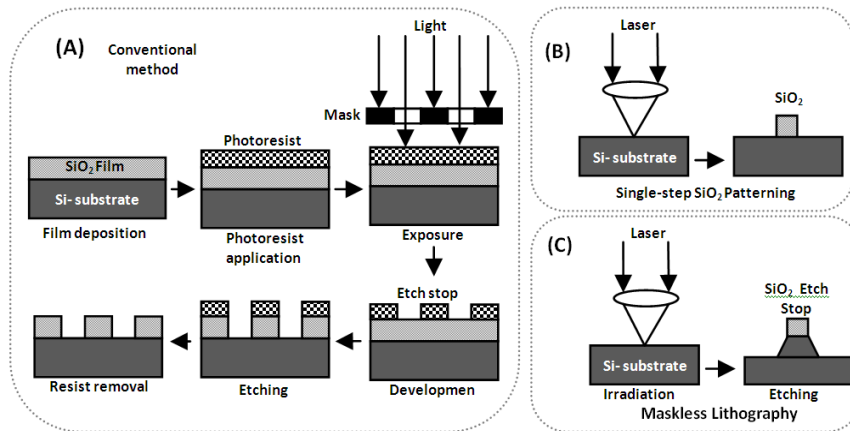 (A)
Conventional
method
Light
Mask
Photoresist
SiO₂ Film
Si- substrate
Film deposition
Photoresist
application
Exposure
Etch stop
Resist removal
Etching
Developmen
(B)
Laser
SiO₂
Si- substrate
Single-step SiO₂ Patterning
(C)
Laser
SiO₂ Etch
Stop
Si- substrate
Irradiation
Etching
Maskless Lithography